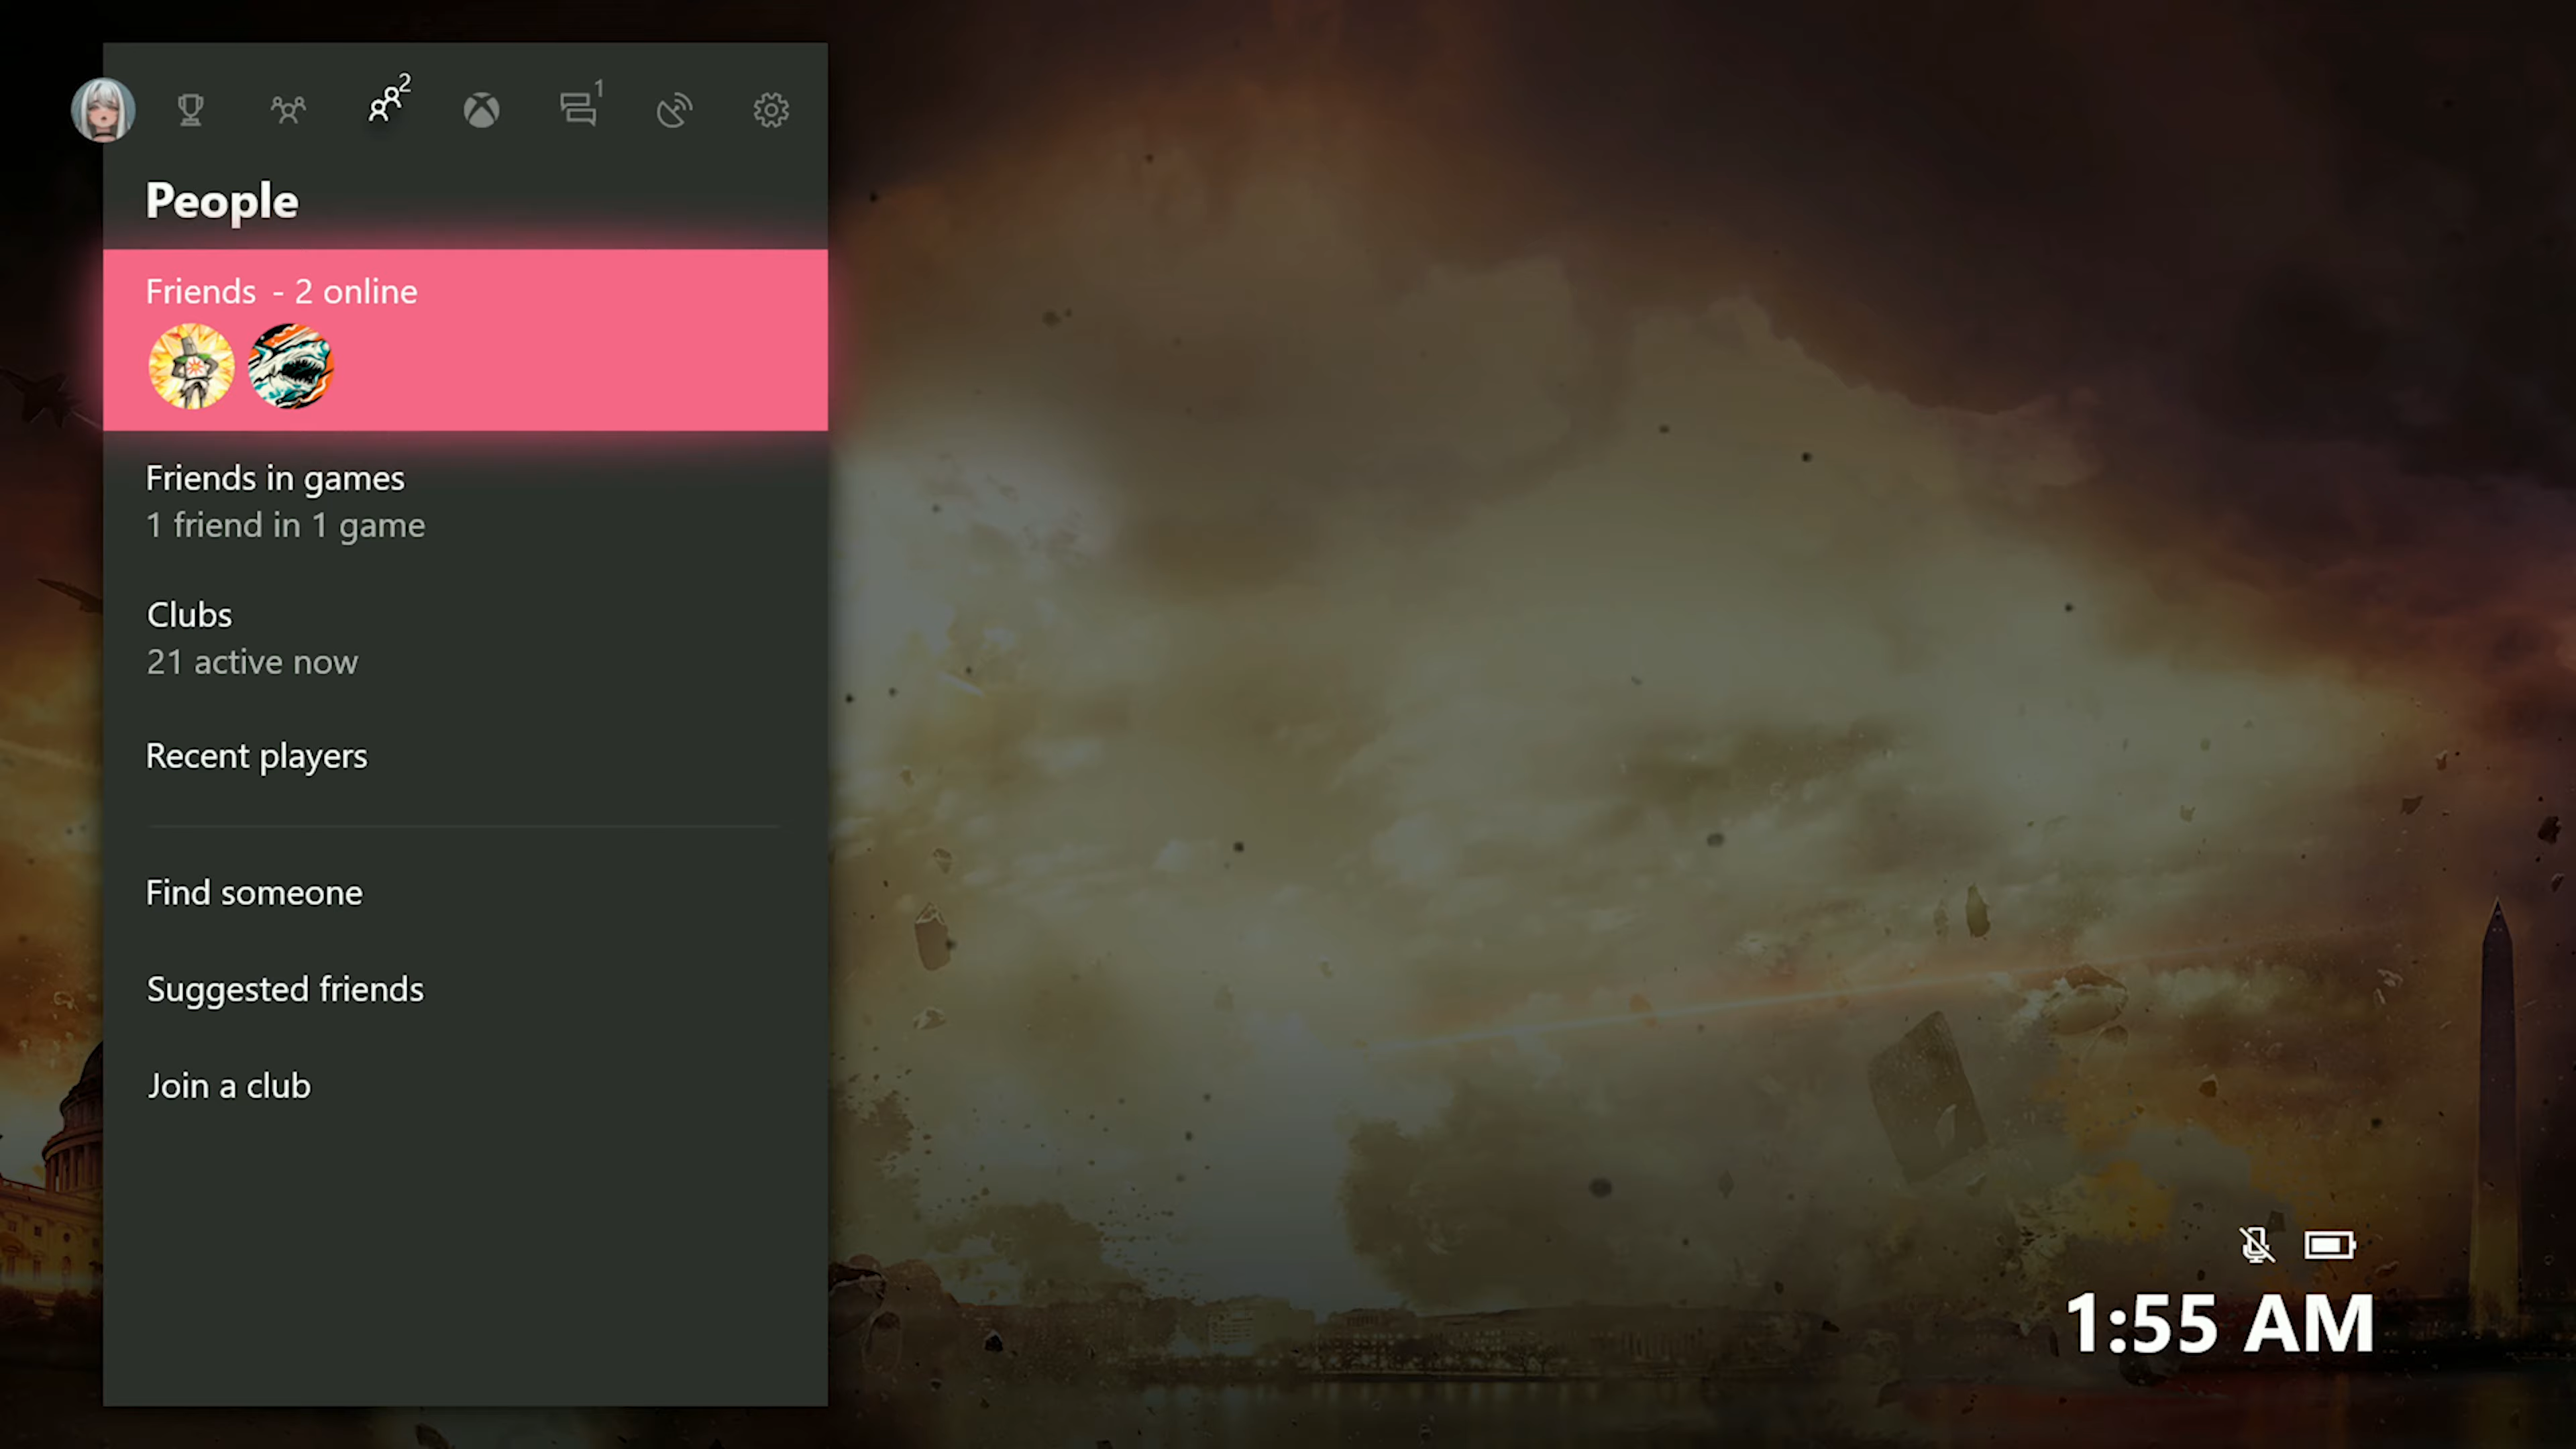 2
1
People
Friends - 2 online
Friends in games
1 friend in 1 game
Clubs
21 active now
Recent players
Find someone
Suggested friends
Join a club
1:55 AM